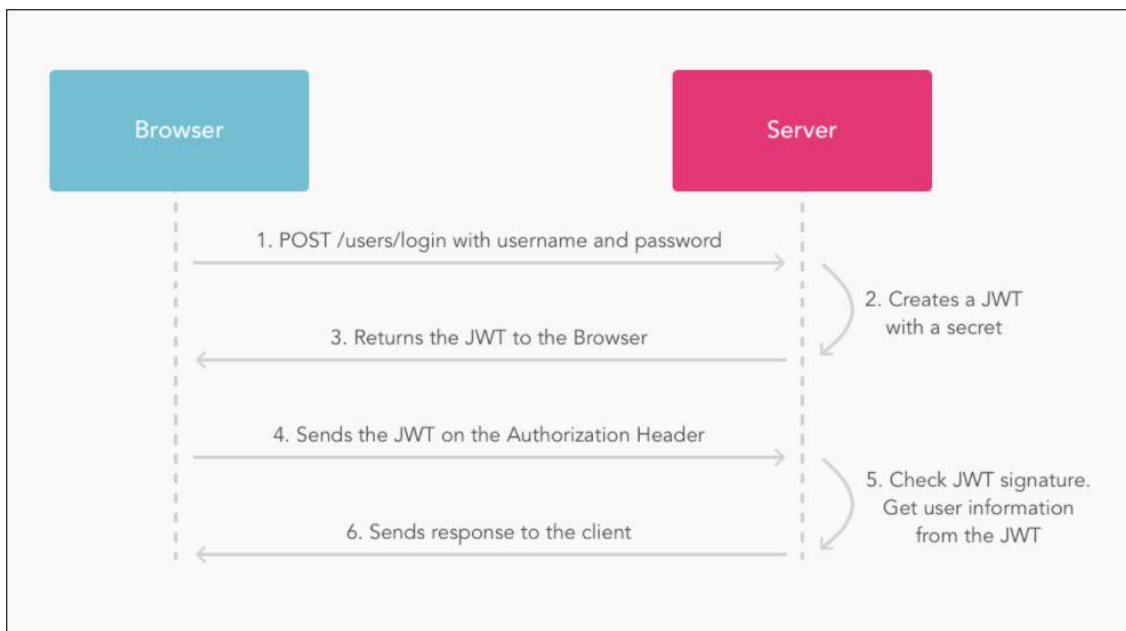 Browser
Server
1. POST /users/login with username and password
2. Creates a JWT
with a secret
3. Returns the JWT to the Browser
4. Sends the JWT on the Authorization Header
5. Check JWT signature.
Get user information
from the JWT
6. Sends response to the client